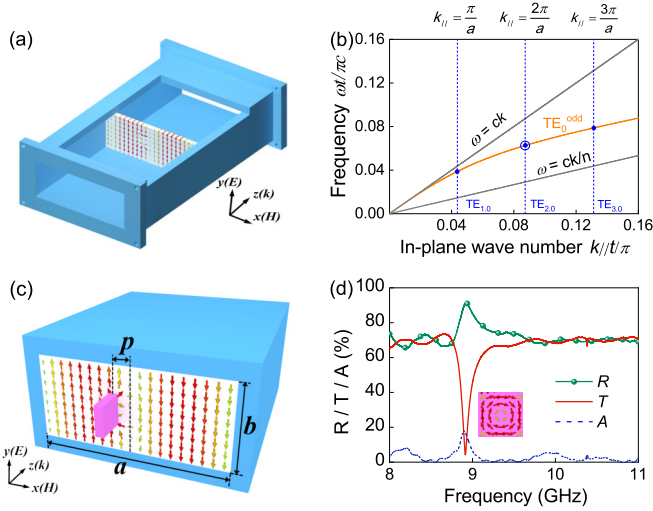 (a)
y(E)
z(k)
x(H)
(b)
k// = π/a
k// = 2π/a
k// = 3π/a
Frequency ωt/πc
0.16
0.12
0.08
0.04
0.00
ω = ck
TE₀ᵒᵈᵈ
ω = ck/n
TE1.0
TE2.0
TE3.0
0.00 0.04 0.08 0.12 0.16
In-plane wave number k//t/π
(c)
p
b
a
y(E)
z(k)
x(H)
(d)
R / T / A (%)
100
80
60
40
20
0
R
T
A
8 9 10 11
Frequency (GHz)